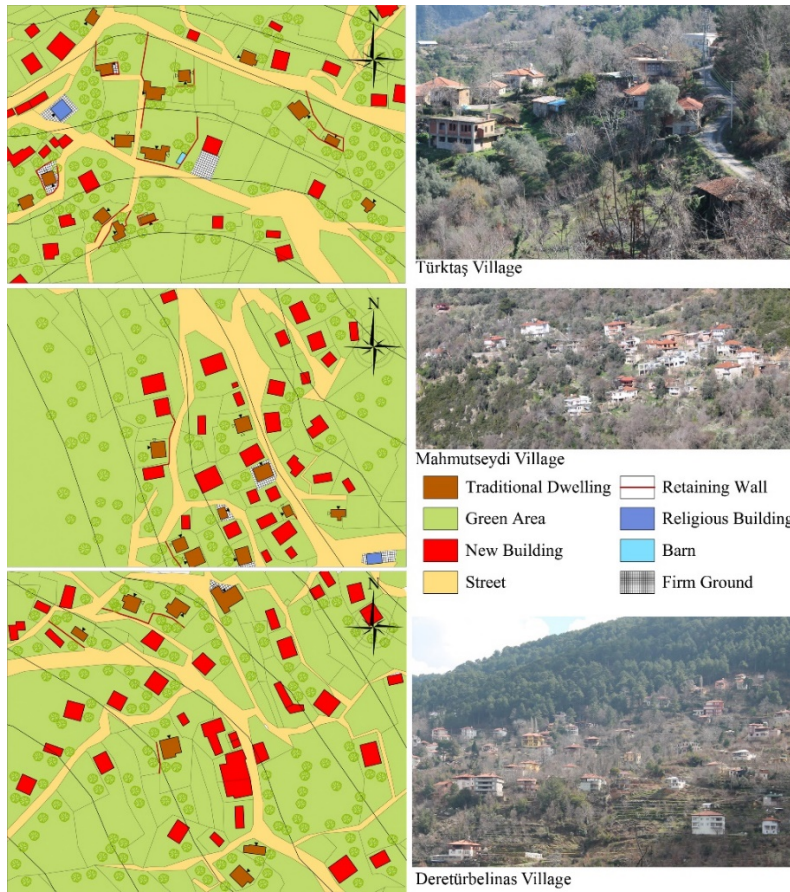 N
Türktaş Village
N
Mahmutseydi Village
Traditional Dwelling
Retaining Wall
Green Area
Religious Building
New Building
Barn
Street
Firm Ground
N
Deretürbelinas Village